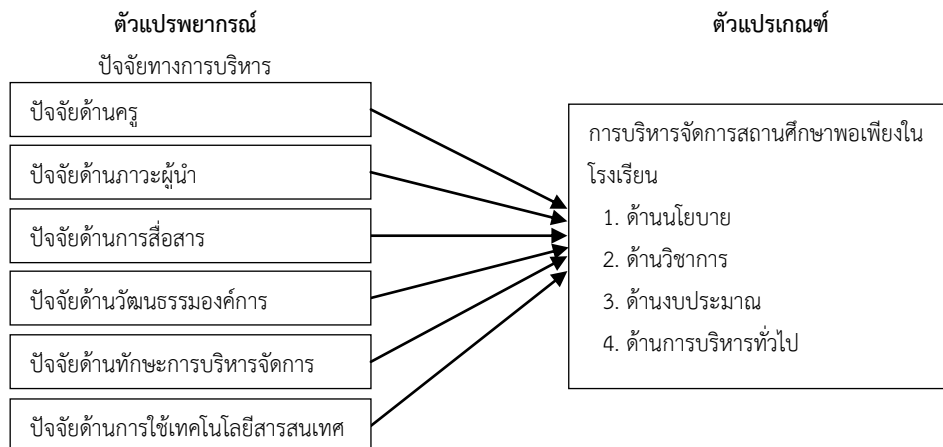 ตัวแปรพยากรณ์
ปัจจัยทางการบริหาร
ปัจจัยด้านครู
ปัจจัยด้านภาวะผู้นำ
ปัจจัยด้านการสื่อสาร
ปัจจัยด้านวัฒนธรรมองค์การ
ปัจจัยด้านทักษะการบริหารจัดการ
ปัจจัยด้านการใช้เทคโนโลยีสารสนเทศ
ตัวแปรเกณฑ์
การบริหารจัดการสถานศึกษาพอเพียงใน
โรงเรียน
1. ด้านนโยบาย
2. ด้านวิชาการ
3. ด้านงบประมาณ
4. ด้านการบริหารทั่วไป